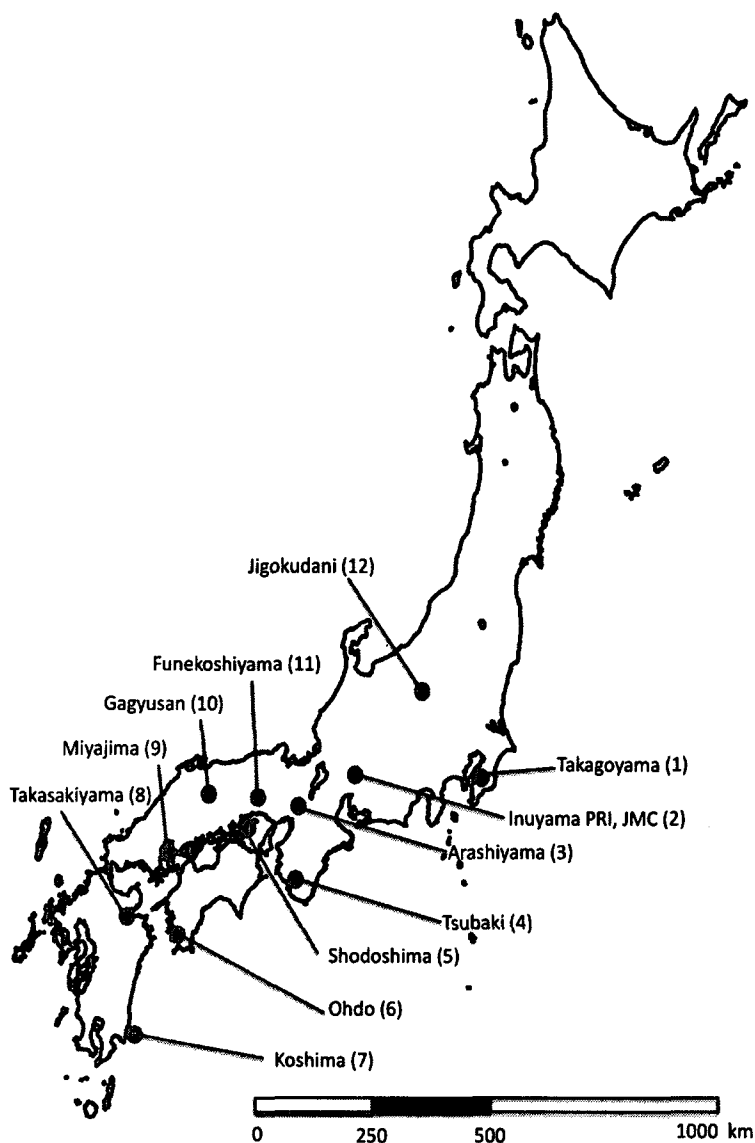 Jigokudani (12)
Funekoshiyama (11)
Gagyusan (10)
Miyajima (9)
Takasakiyama (8)
Takagoyama (1)
Inuyama PRI, JMC (2)
Arashiyama (3)
Tsubaki (4)
Shodoshima (5)
Ohdo (6)
Koshima (7)
0 250 500 1000 km